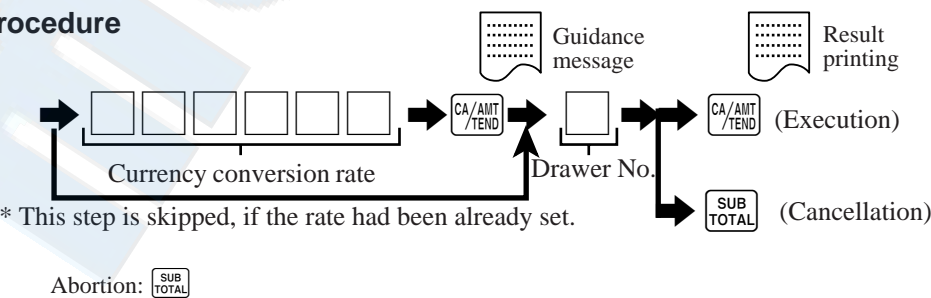 rocedure
Guidance
message
Result
printing
CA/AMT
/TEND
CA/AMT
/TEND
(Execution)
Currency conversion rate
Drawer No.
* This step is skipped, if the rate had been already set.
SUB
TOTAL
(Cancellation)
Abortion: SUB
TOTAL